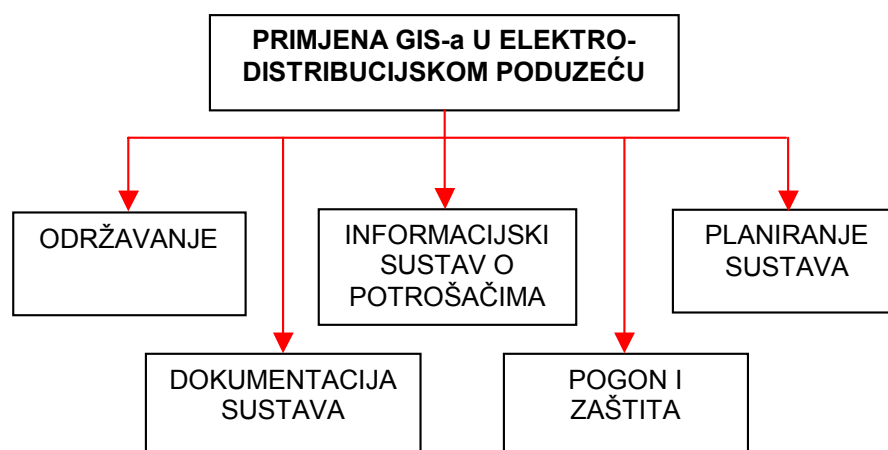 PRIMJENA GIS-a U ELEKTRO-
DISTRIBUCIJSKOM PODUZEĆU
ODRŽAVANJE
INFORMACIJSKI
SUSTAV O
POTROŠAČIMA
PLANIRANJE
SUSTAVA
DOKUMENTACIJA
SUSTAVA
POGON I
ZAŠTITA